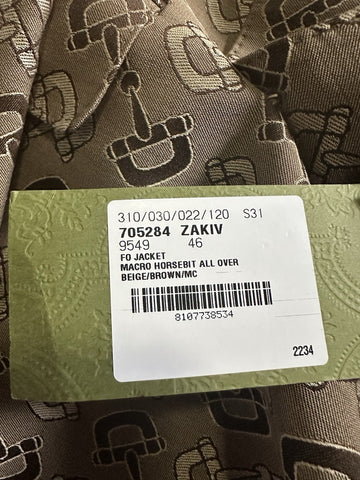 310/030/022/120 S31
705284 ZAKIV
9549 46
FO JACKET
MACRO HORSEBIT ALL OVER
BEIGE/BROWN/MC
8107738534
2234